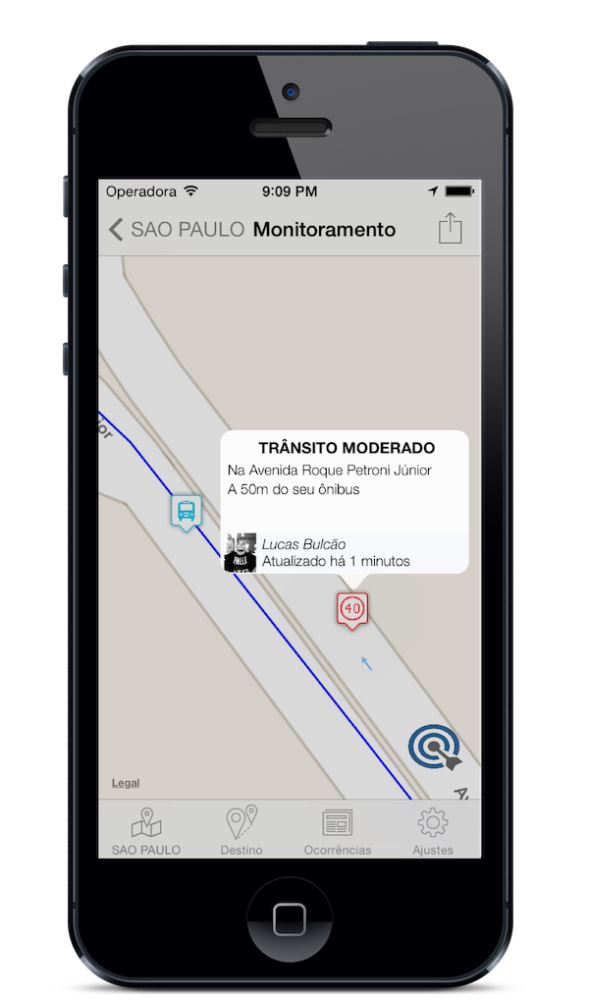 Operadora 9:09 PM
SAO PAULO Monitoramento
ior
TRÂNSITO MODERADO
Na Avenida Roque Petroni Júnior
A 50m do seu ônibus
Lucas Bulcão
Atualizado há 1 minutos
40
Legal
SAO PAULO Destino Ocorrências Ajustes